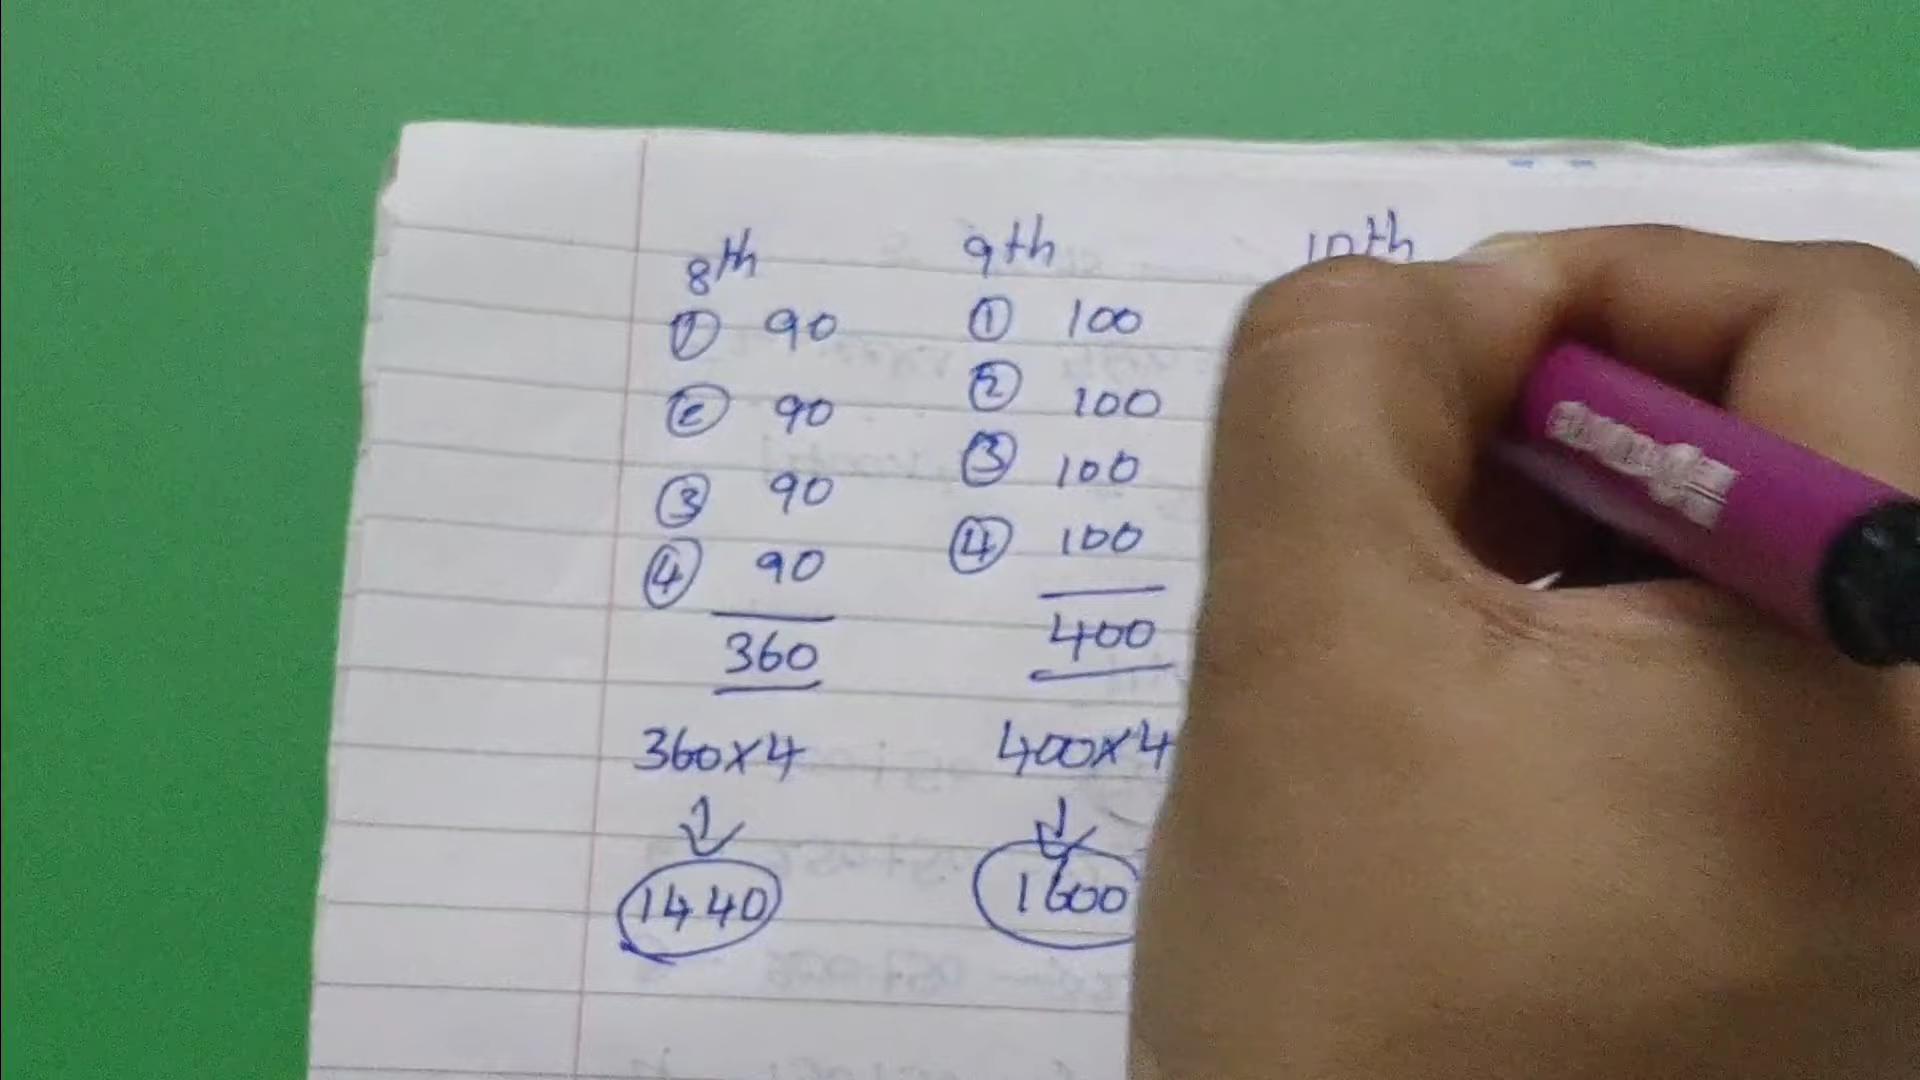 8th 9th 10th
① 90 ① 100
② 90 ② 100
③ 90 ③ 100
④ 90 ④ 100
360 400
360x4 400x4
↓ ↓
1440 1600